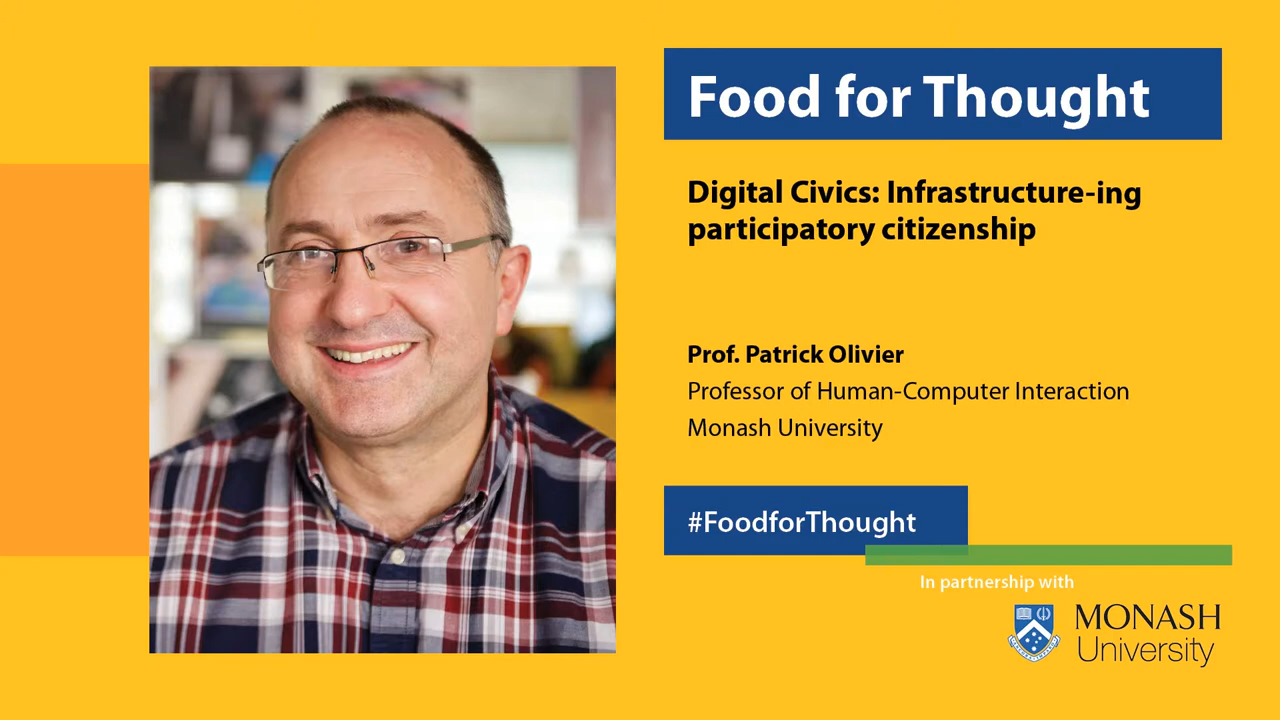 Food for Thought
Digital Civics: Infrastructure-ing
participatory citizenship
Prof. Patrick Olivier
Professor of Human-Computer Interaction
Monash University
#FoodforThought
In partnership with
MONASH
University